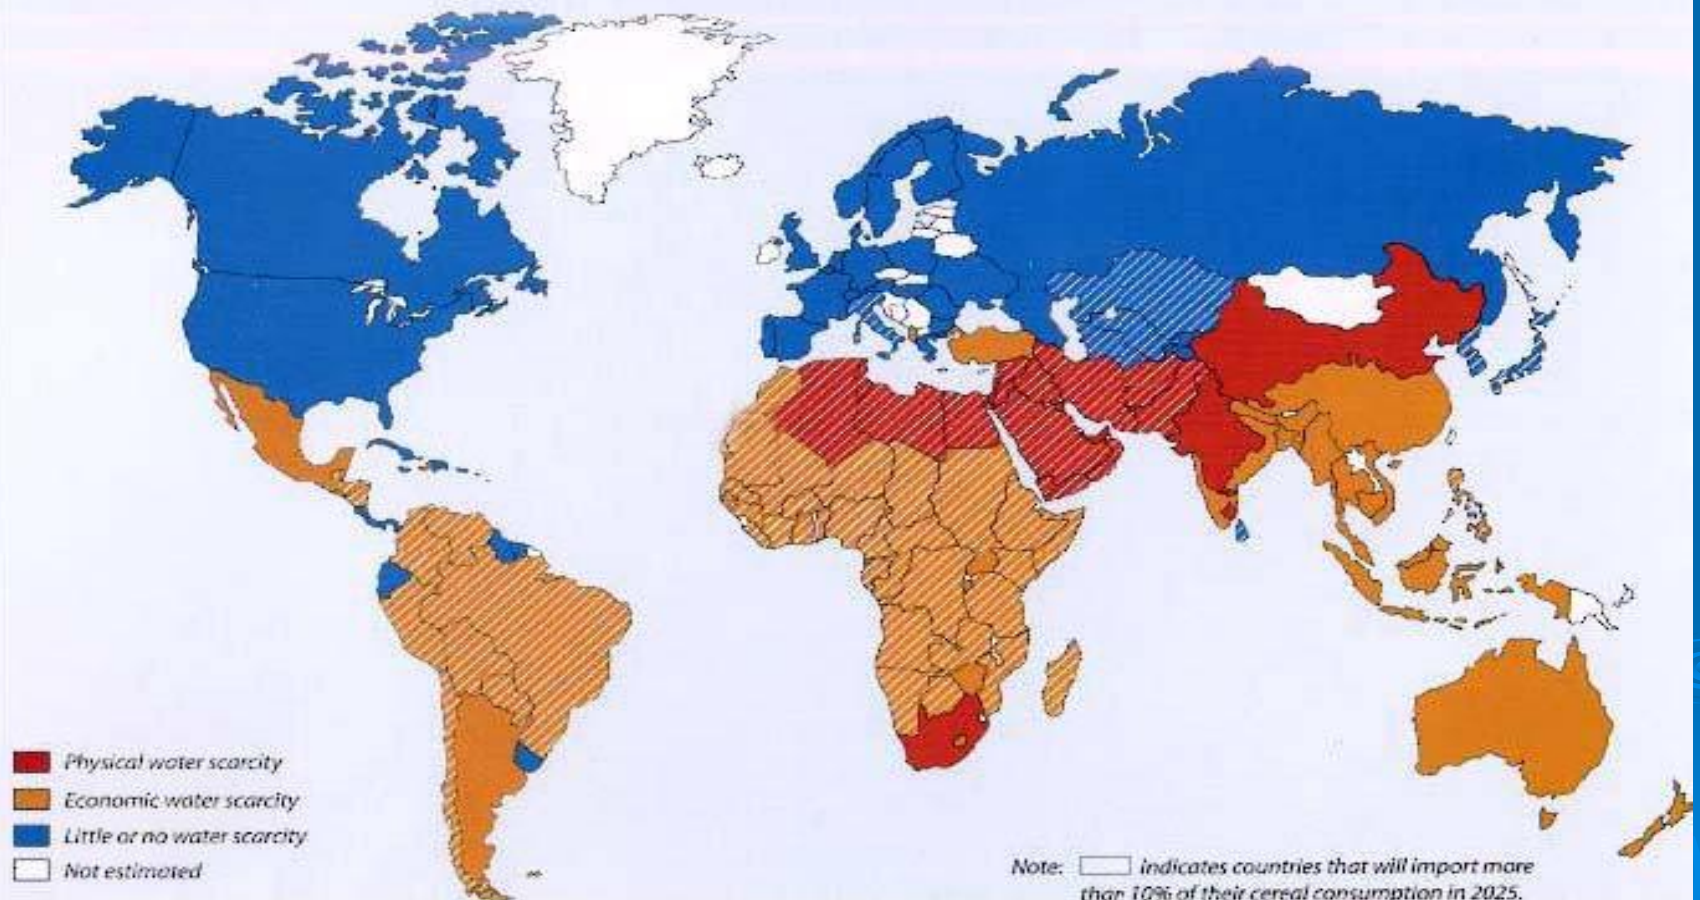 Physical water scarcity
Economic water scarcity
Little or no water scarcity
Not estimated
Note: indicates countries that will import more
than 10% of their cereal consumption in 2025.